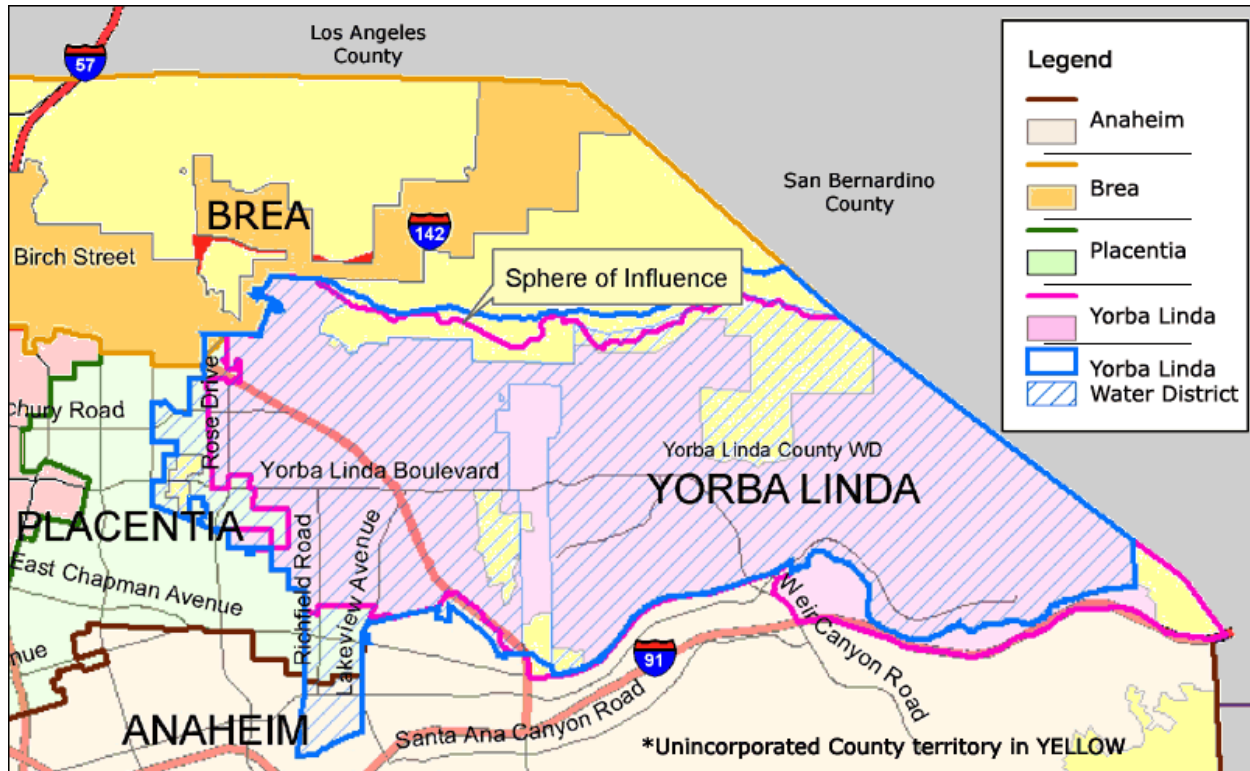 Los Angeles
County
57
Legend
Anaheim
San Bernardino
County
Brea
BREA
142
Birch Street
Placentia
Sphere of Influence
Yorba Linda
Yorba Linda
Water District
Rose Drive
chury Road
Yorba Linda County WD
Yorba Linda Boulevard
YORBA LINDA
PLACENTIA
East Chapman Avenue
Richfield Road
Lakeview Avenue
Weir Canyon Road
nue
91
ANAHEIM
Santa Ana Canyon Road
*Unincorporated County territory in YELLOW